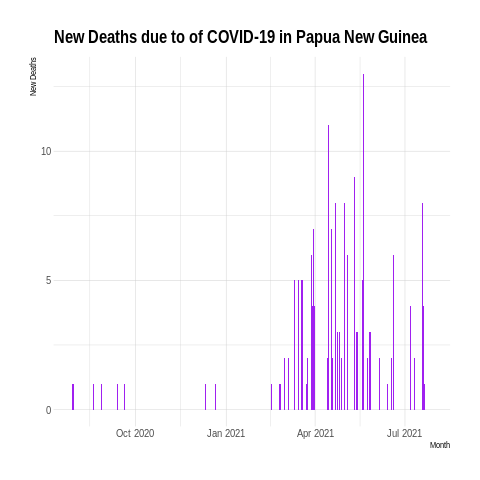 New Deaths due to of COVID-19 in Papua New Guinea
New Deaths
10
5
0
Oct 2020 Jan 2021 Apr 2021 Jul 2021
Month